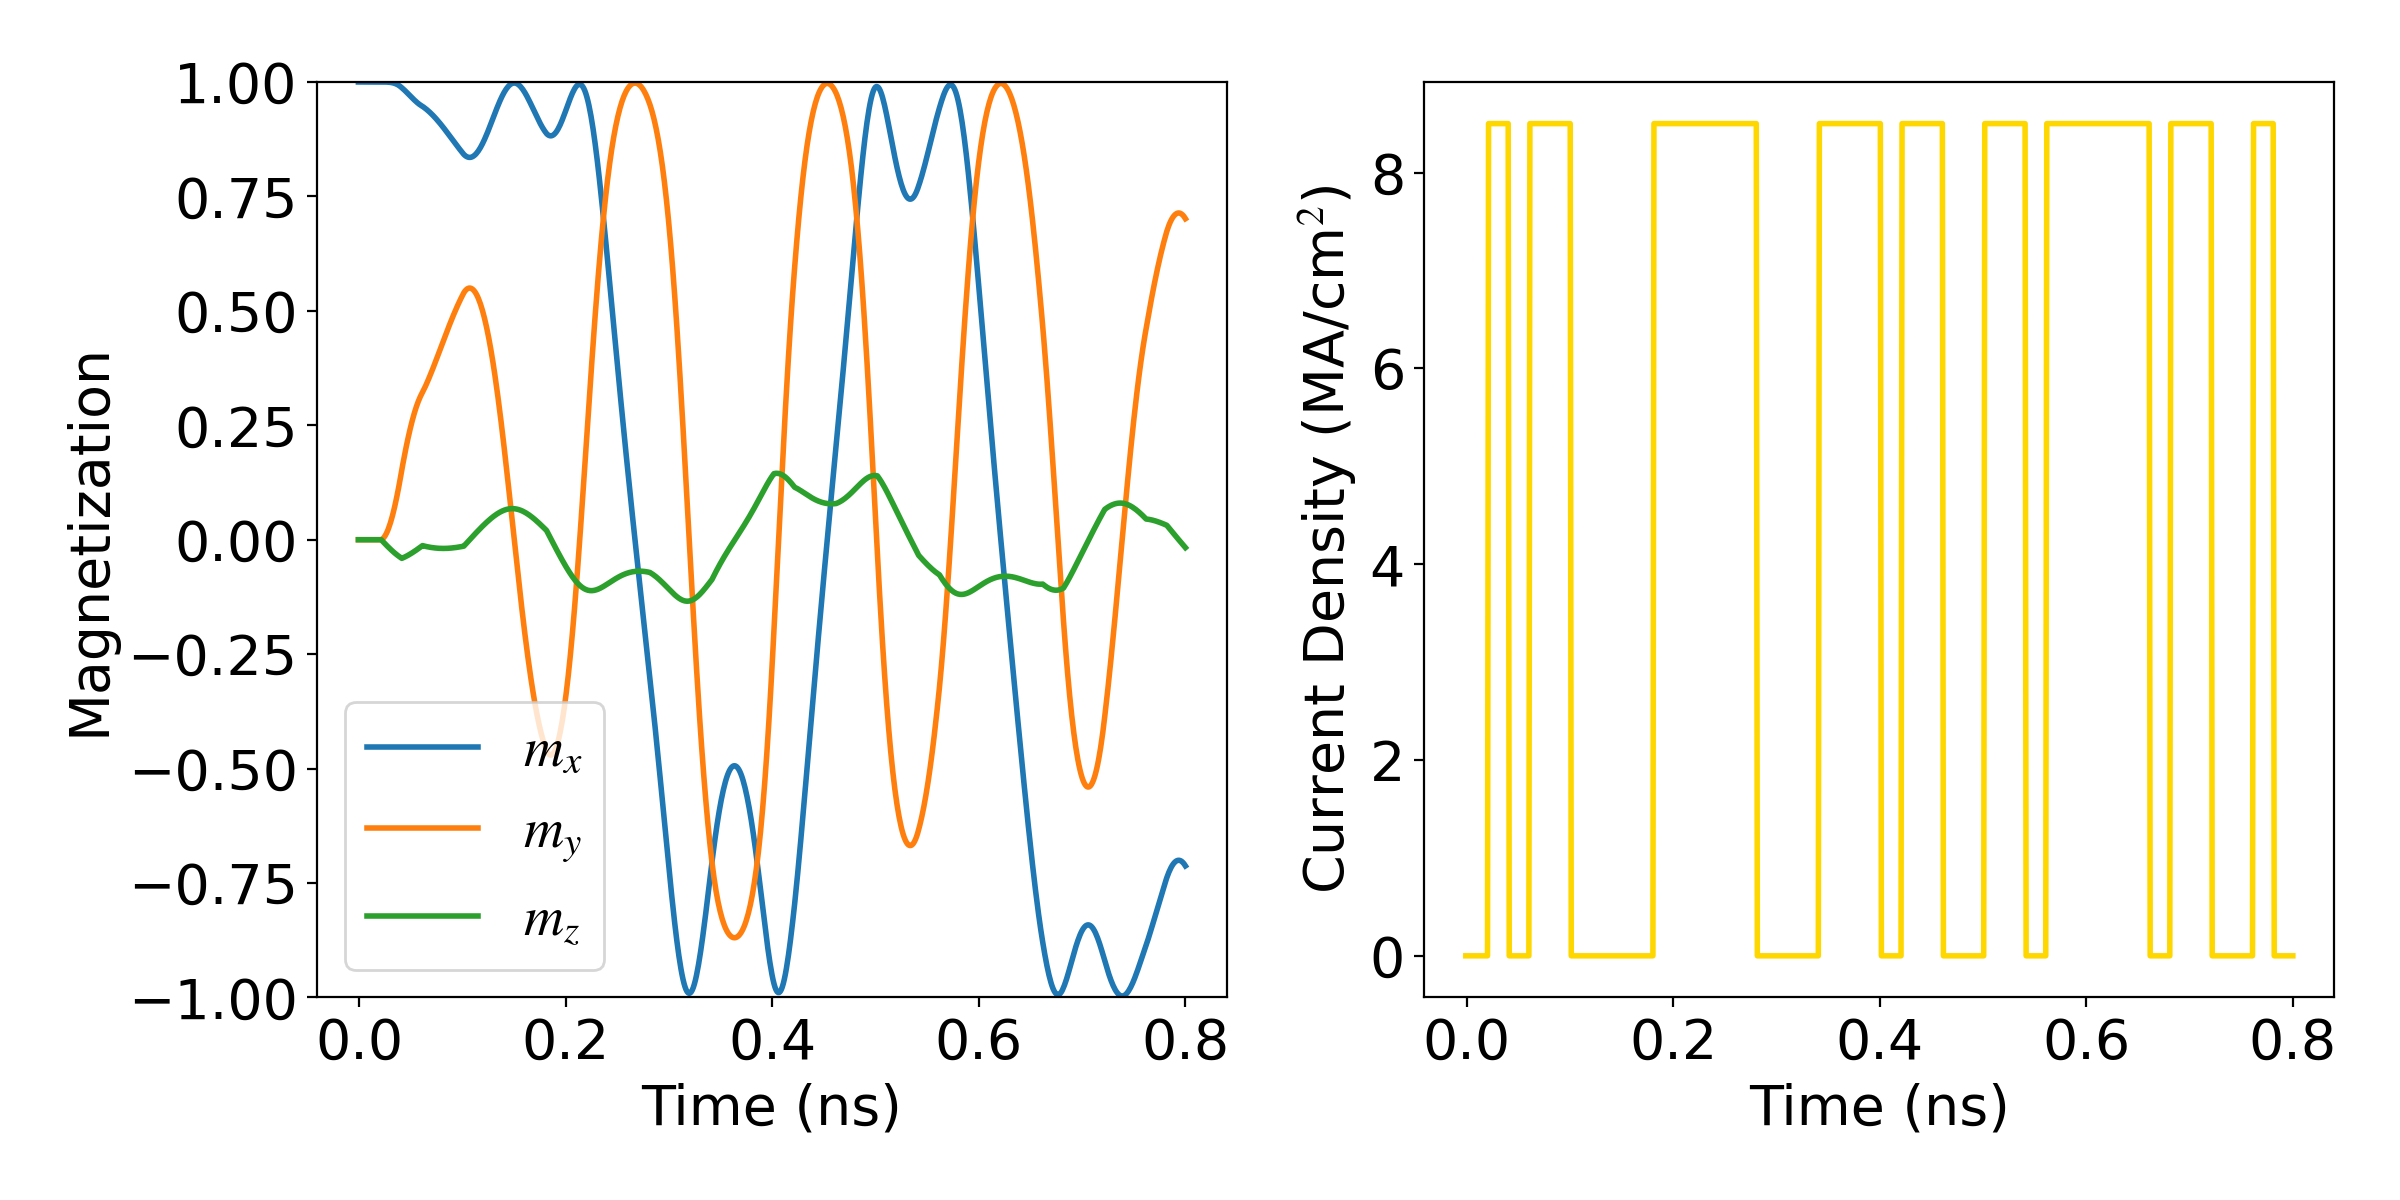 1.00
0.75
0.50
0.25
0.00
−0.25
−0.50
−0.75
−1.00
Magnetization
m_x
m_y
m_z
0.0 0.2 0.4 0.6 0.8
Time (ns)
8
6
4
2
0
Current Density (MA/cm²)
0.0 0.2 0.4 0.6 0.8
Time (ns)